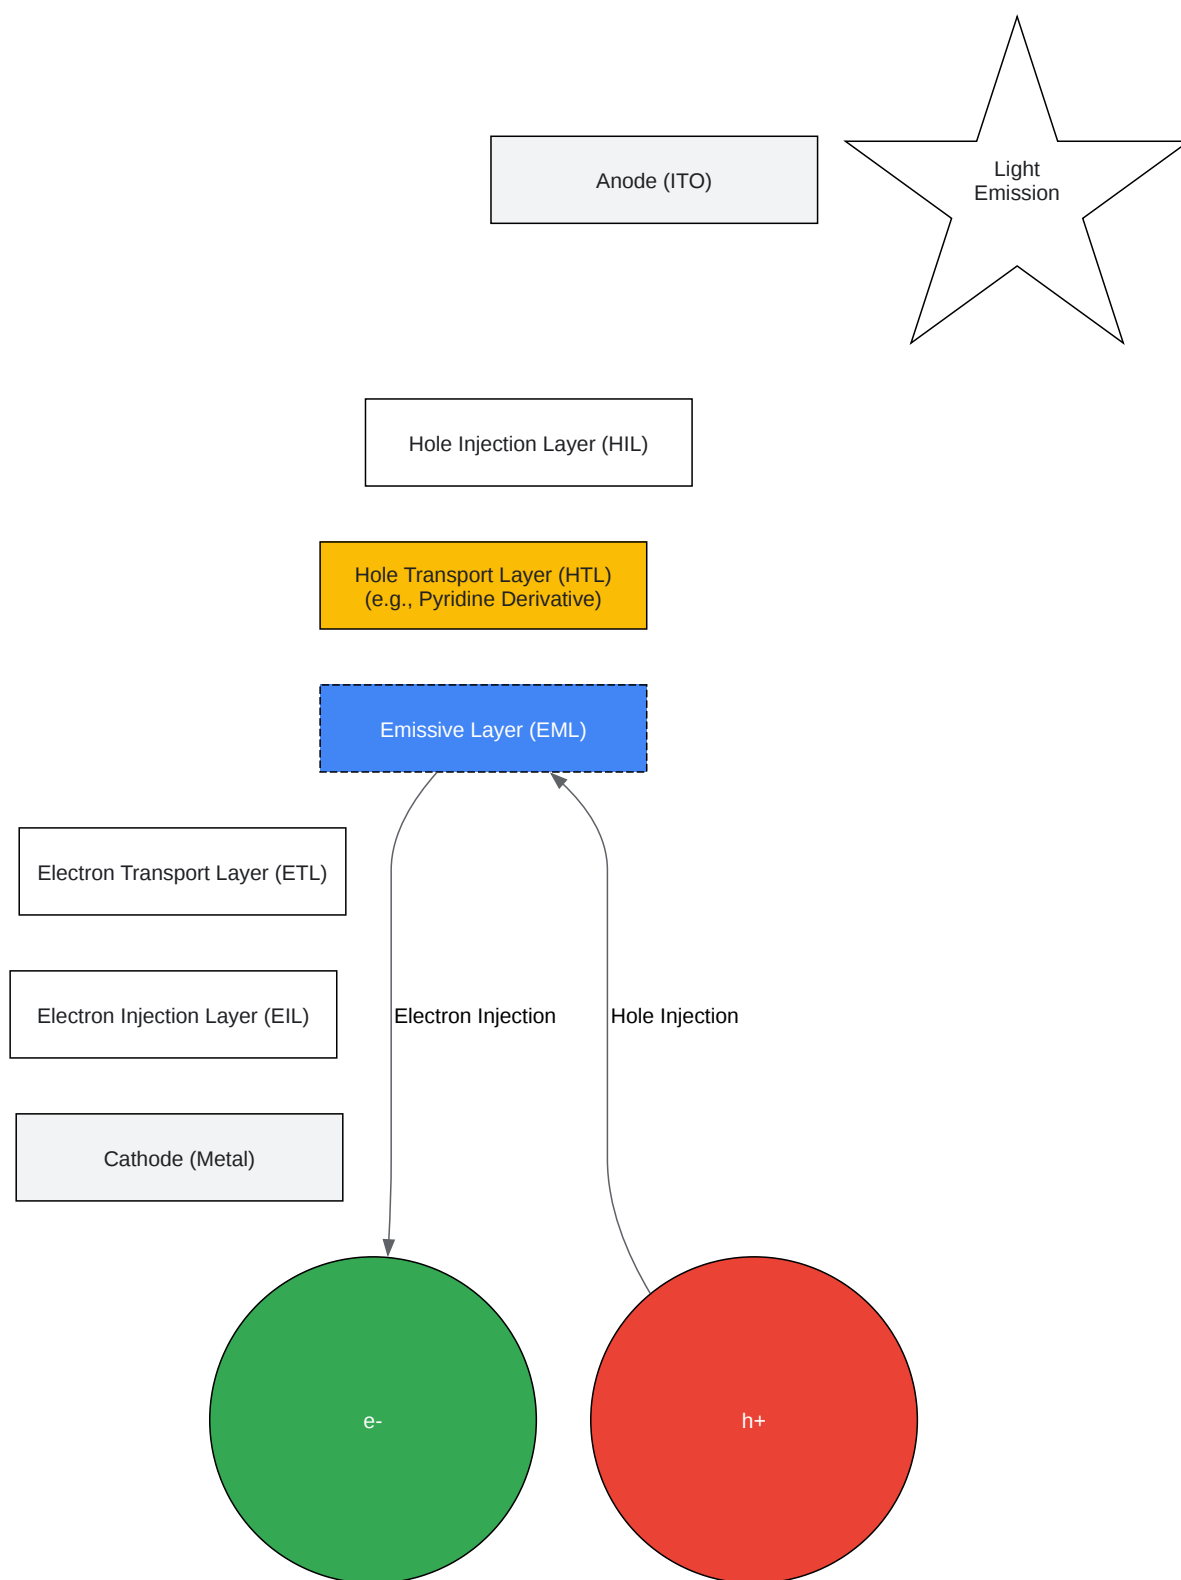 Light
Emission
Anode (ITO)
Hole Injection Layer (HIL)
Hole Transport Layer (HTL)
(e.g., Pyridine Derivative)
Emissive Layer (EML)
Electron Transport Layer (ETL)
Electron Injection Layer (EIL)
Electron Injection
Hole Injection
Cathode (Metal)
e-
h+